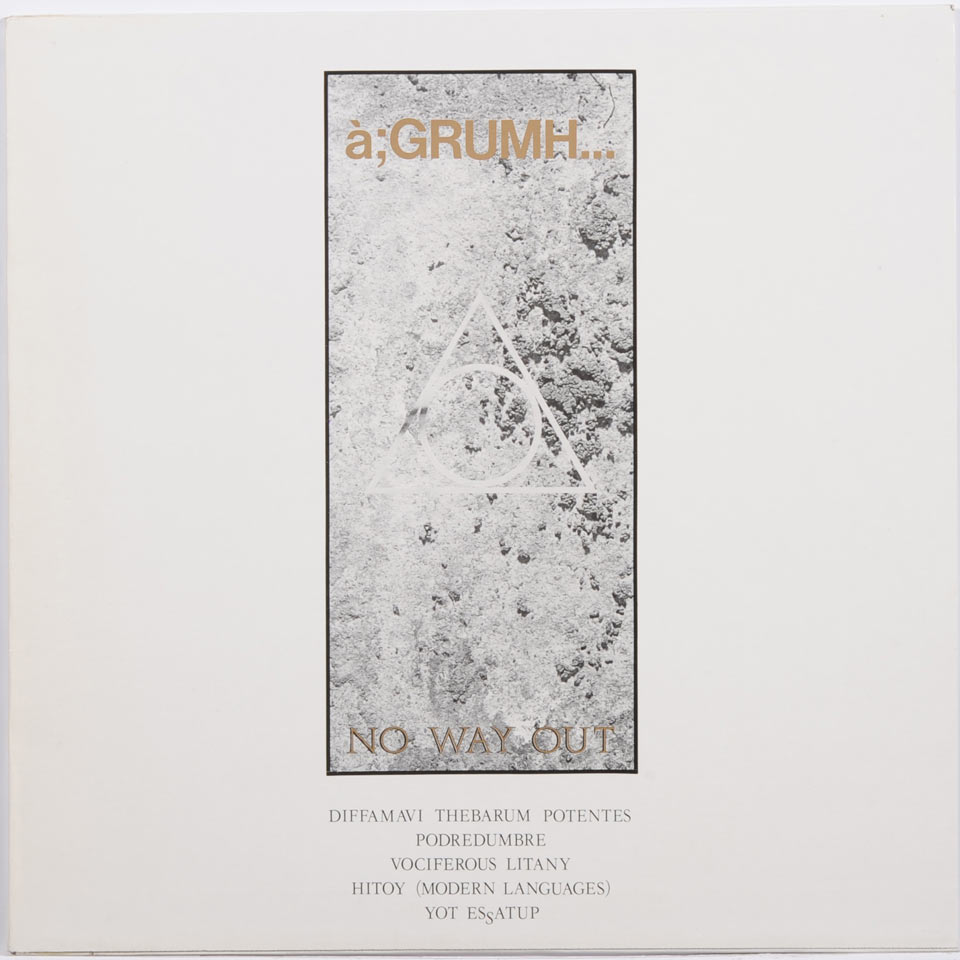 à;GRUMH...
NO WAY OUT
DIFFAMAVI THEBARUM POTENTES
PODREDUMBRE
VOCIFEROUS LITANY
HITOY (MODERN LANGUAGES)
YOT ESsATUP